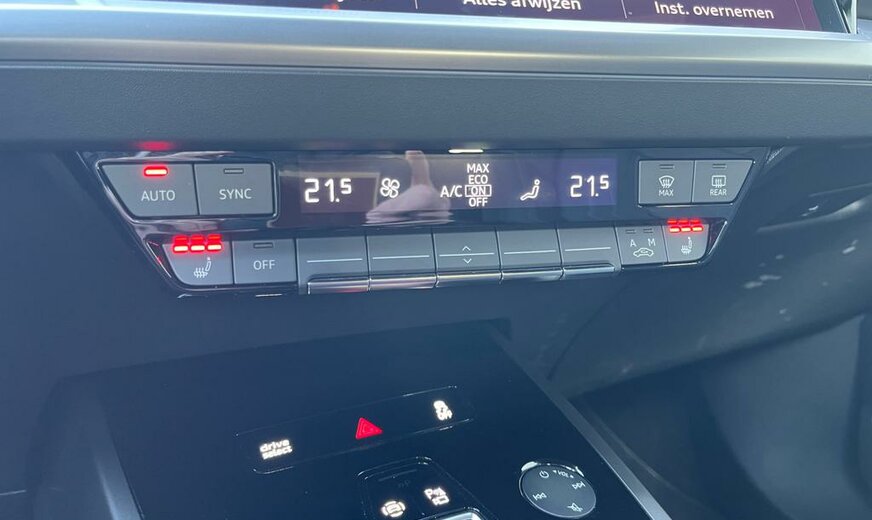 Alles afwijzen
Inst. overnemen
AUTO
SYNC
21.5
MAX
ECO
A/C ON
OFF
21.5
MAX
REAR
OFF
A M
OFF
drive
select